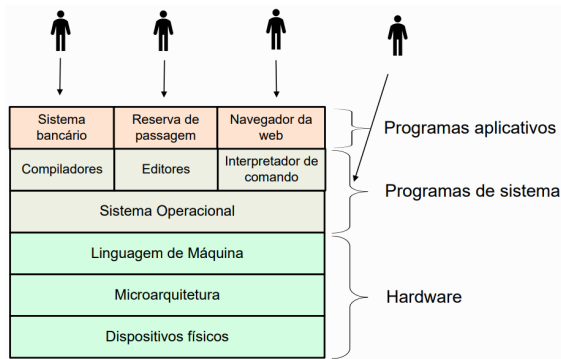 Sistema
bancário
Reserva de
passagem
Navegador da
web
Programas aplicativos
Compiladores
Editores
Interpretador de
comando
Programas de sistema
Sistema Operacional
Linguagem de Máquina
Microarquitetura
Hardware
Dispositivos físicos